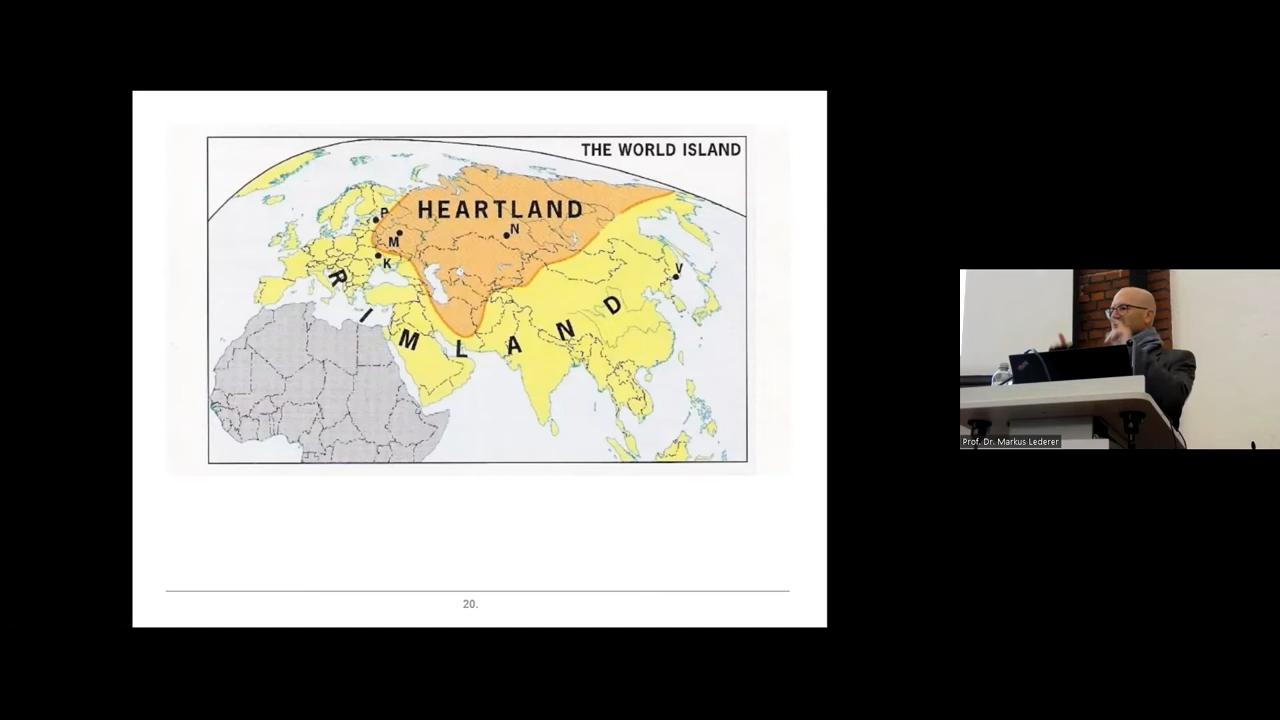 THE WORLD ISLAND
HEARTLAND
P
M
N
K
V
RIMLAND
20.
Prof. Dr. Markus Lederer